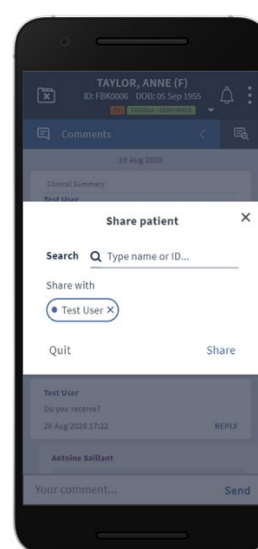 TAYLOR, ANNE (F)
ID: FBK0006 DOB: 05 Sep 1955
Comments
26 Aug 2020
Clinical Summary
Test User
Share patient
Search Type name or ID...
Share with
Test User
Quit Share
Test User
Do you receive?
26 Aug 2020 17:22 REPLY
Antoine Saillant
Your comment... Send